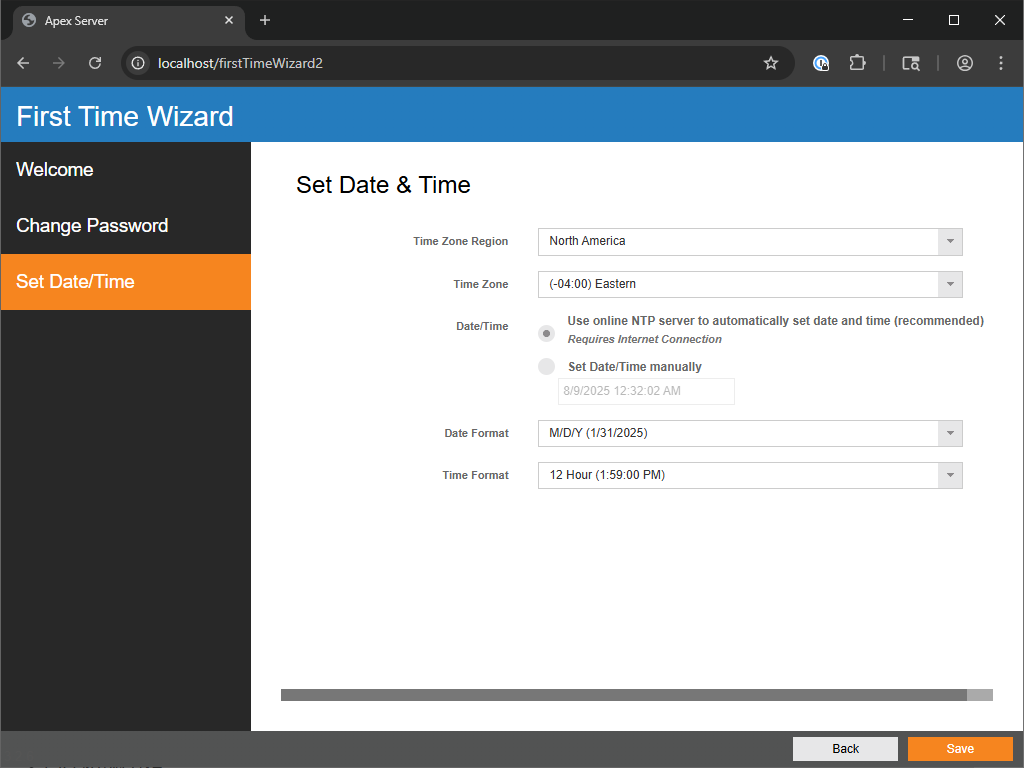 Apex Server
localhost/firstTimeWizard2
First Time Wizard
Welcome
Change Password
Set Date/Time
Set Date & Time
Time Zone Region
North America
Time Zone
(-04:00) Eastern
Date/Time
Use online NTP server to automatically set date and time (recommended)
Requires Internet Connection
Set Date/Time manually
8/9/2025 12:32:02 AM
Date Format
M/D/Y (1/31/2025)
Time Format
12 Hour (1:59:00 PM)
Back
Save